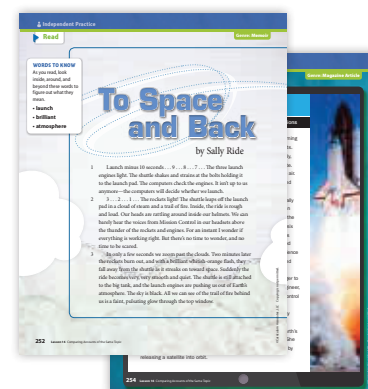 Independent Practice
Read
Genre: Memoir
WORDS TO KNOW
As you read, look
inside, around, and
beyond these words to
figure out what they
mean.
• launch
• brilliant
• atmosphere
To Space
and Back
by Sally Ride
1 Launch minus 10 seconds . . . 9 . . . 8 . . . 7 . . . The three launch
engines light. The shuttle shakes and strains at the bolts holding it
to the launch pad. The computers check the engines. It isn't up to us
anymore—the computers will decide whether we launch.
2 3 . . . 2 . . . 1 . . . The rockets light! The shuttle leaps off the launch
pad in a cloud of steam and a trail of fire. Inside, the ride is rough
and loud. Our heads are rattling around inside our helmets. We can
barely hear the voices from Mission Control in our headsets above
the thunder of the rockets and engines. For an instant I wonder if
everything is working right. But there's no time to wonder, and no
time to be scared.
3 In only a few seconds we zoom past the clouds. Two minutes later
the rockets burn out, and with a brilliant whitish-orange flash, they
fall away from the shuttle as it streaks on toward space. Suddenly the
ride becomes very, very smooth and quiet. The shuttle is still attached
to the big tank, and the launch engines are pushing us out of Earth's
atmosphere. The sky is black. All we can see of the trail of fire behind
us is a faint, pulsating glow through the top window.
252 Lesson 16 Comparing Accounts of the Same Topic
Genre: Magazine Article
releasing a satellite into orbit.
254 Lesson 16 Comparing Accounts of the Same Topic